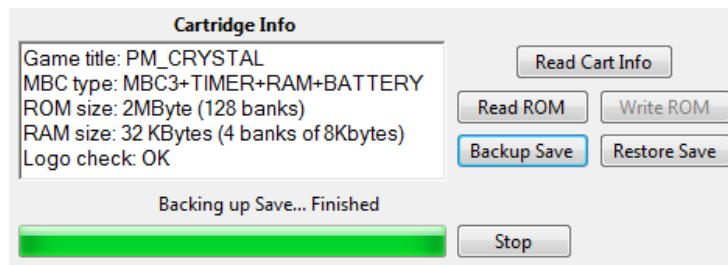 Cartridge Info
Game title: PM_CRYSTAL
MBC type: MBC3+TIMER+RAM+BATTERY
ROM size: 2MByte (128 banks)
RAM size: 32 KBytes (4 banks of 8Kbytes)
Logo check: OK
Read Cart Info
Read ROM
Write ROM
Backup Save
Restore Save
Backing up Save... Finished
Stop